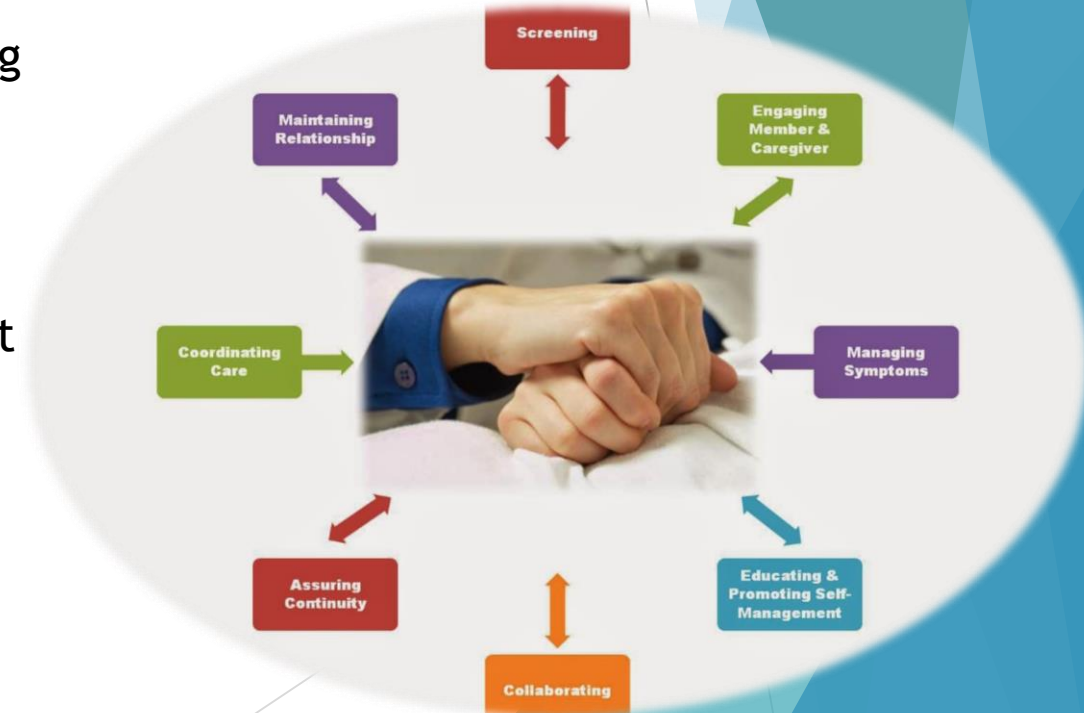 g
t
Screening
Maintaining
Relationship
Engaging
Member &
Caregiver
Coordinating
Care
Managing
Symptoms
Assuring
Continuity
Educating &
Promoting Self-
Management
Collaborating